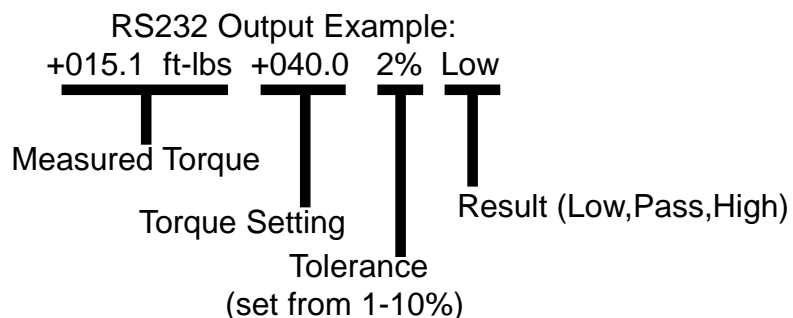 RS232 Output Example:
+015.1 ft-lbs +040.0 2% Low
Measured Torque
Torque Setting
Result (Low,Pass,High)
Tolerance
(set from 1-10%)